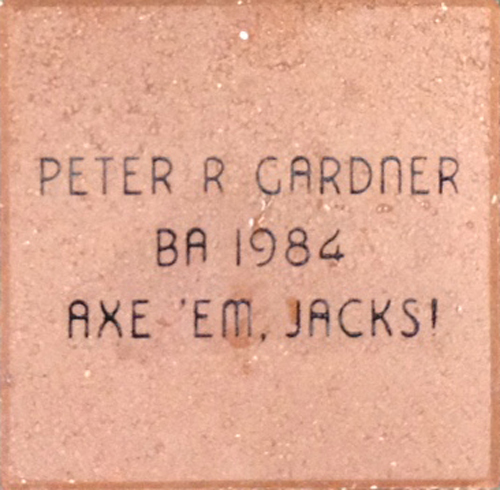 PETER R GARDNER
BA 1984
AXE 'EM, JACKS!